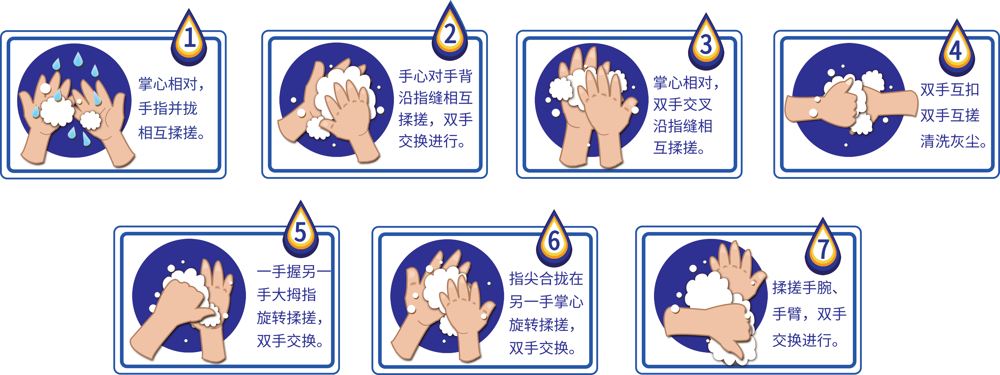 1
掌心相对，
手指并拢
相互揉搓。
2
手心对手背
沿指缝相互
揉搓，双手
交换进行。
3
掌心相对，
双手交叉
沿指缝相
互揉搓。
4
双手互扣
双手互搓
清洗灰尘。
5
一手握另一
手大拇指
旋转揉搓，
双手交换。
6
指尖合拢在
另一手掌心
旋转揉搓，
双手交换。
7
揉搓手腕、
手臂，双手
交换进行。